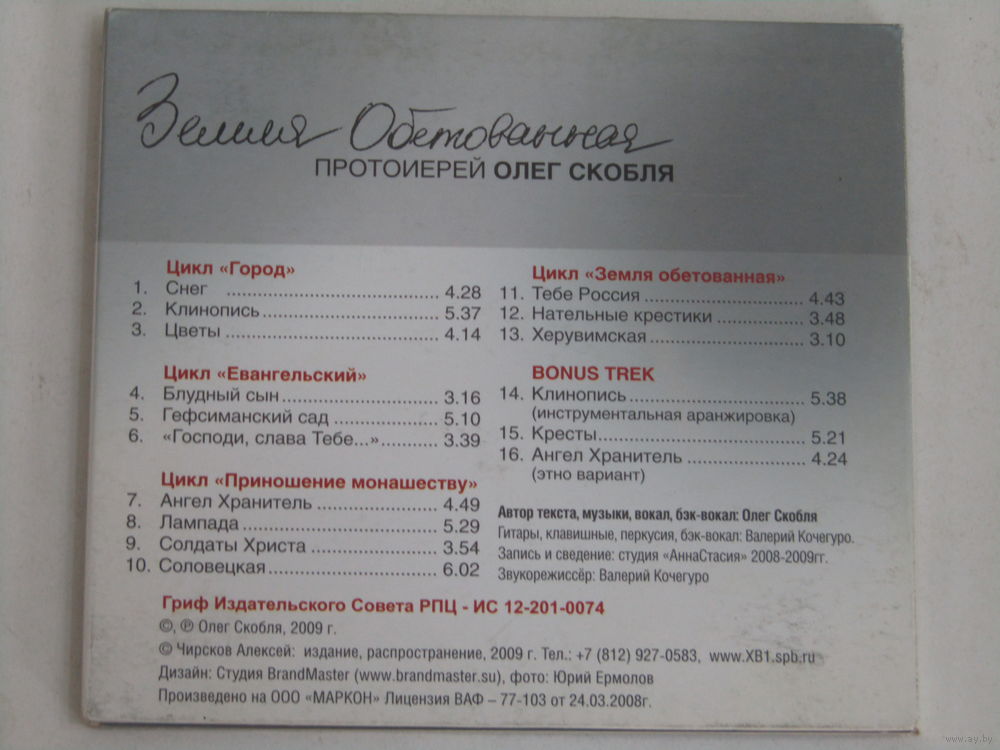 Земля Обетованная
ПРОТОИЕРЕЙ ОЛЕГ СКОБЛЯ
Цикл «Город»
1. Снег ........................................ 4.28
2. Клинопись ................................ 5.37
3. Цветы ........................................ 4.14
Цикл «Евангельский»
4. Блудный сын ............................. 3.16
5. Гефсиманский сад ................... 5.10
6. «Господи, слава Тебе...» .......... 3.39
Цикл «Приношение монашеству»
7. Ангел Хранитель ...................... 4.49
8. Лампада .................................... 5.29
9. Солдаты Христа ....................... 3.54
10. Соловецкая .............................. 6.02
Цикл «Земля обетованная»
11. Тебе Россия ............................. 4.43
12. Нательные крестики ................ 3.48
13. Херувимская ............................ 3.10
BONUS TREK
14. Клинопись ................................ 5.38
(инструментальная аранжировка)
15. Кресты ...................................... 5.21
16. Ангел Хранитель ...................... 4.24
(этно вариант)
Автор текста, музыки, вокал, бэк-вокал: Олег Скобля
Гитары, клавишные, перкусия, бэк-вокал: Валерий Кочегуро.
Запись и сведение: студия «АннаСтасия» 2008-2009гг.
Звукорежиссёр: Валерий Кочегуро
Гриф Издательского Совета РПЦ - ИС 12-201-0074
©, ℗ Олег Скобля, 2009 г.
© Чирсков Алексей: издание, распространение, 2009 г. Тел.: +7 (812) 927-0583, www.XB1.spb.ru
Дизайн: Студия BrandMaster (www.brandmaster.su), фото: Юрий Ермолов
Произведено на ООО «МАРКОН» Лицензия ВАФ – 77-103 от 24.03.2008г.
www.ay.by